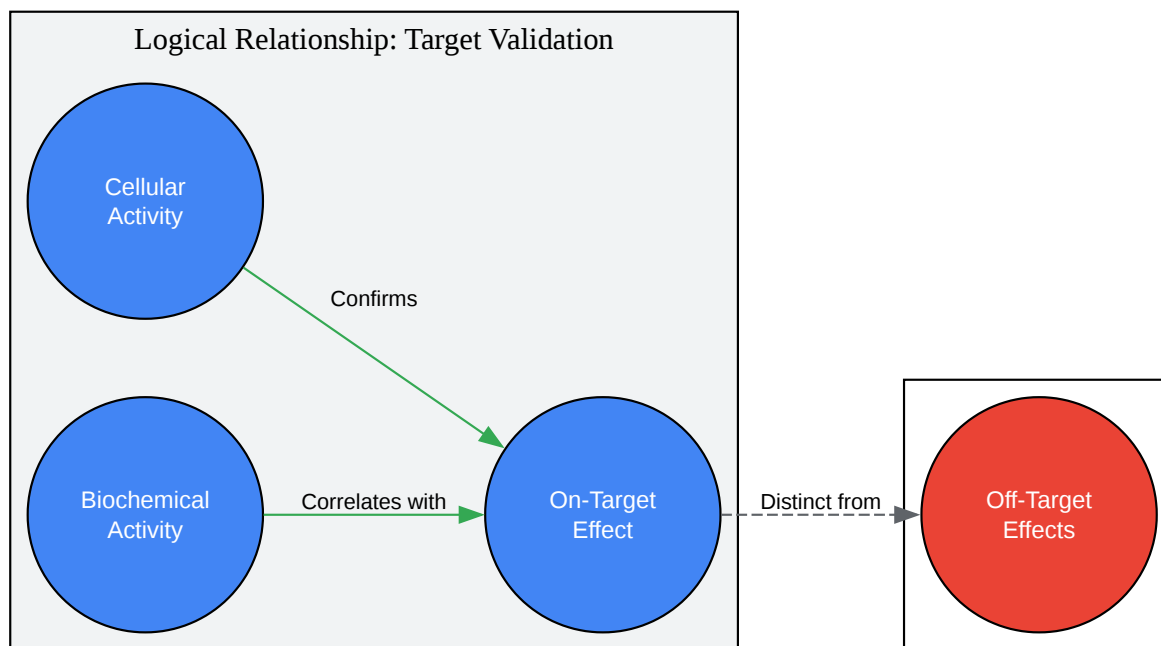 Logical Relationship: Target Validation
Cellular
Activity
Confirms
Biochemical
Activity
Correlates with
On-Target
Effect
Distinct from
Off-Target
Effects